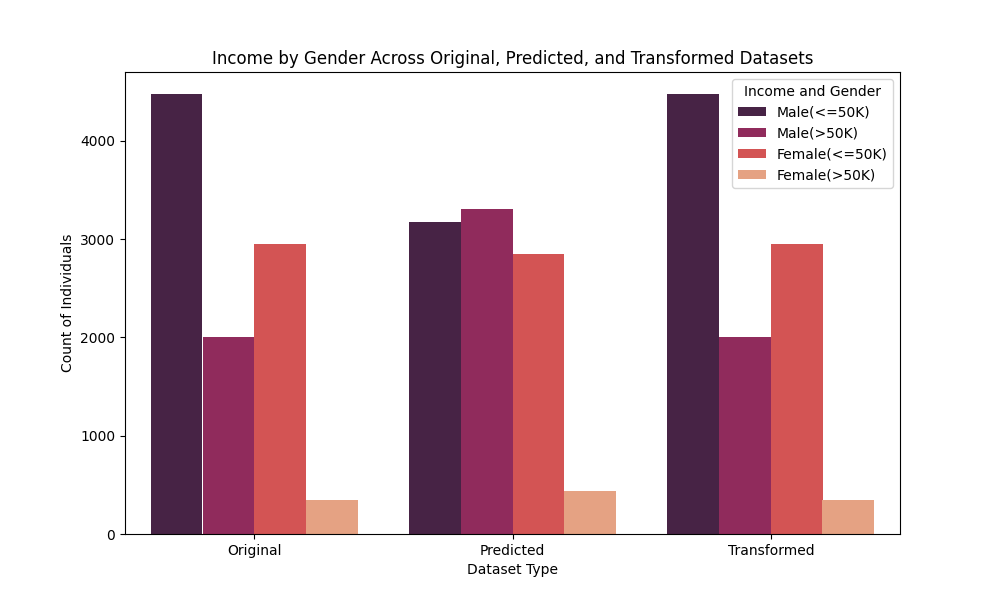 Income by Gender Across Original, Predicted, and Transformed Datasets
Income and Gender
Male(<=50K)
Male(>50K)
Female(<=50K)
Female(>50K)
Count of Individuals
4000
3000
2000
1000
0
Original Predicted Transformed
Dataset Type